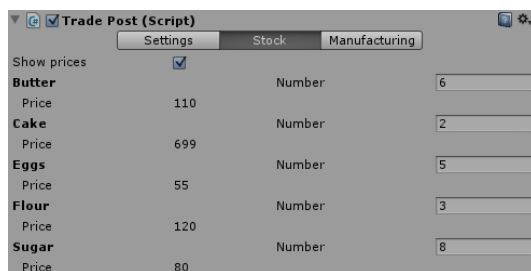 Trade Post (Script)
Settings Stock Manufacturing
Show prices
Butter Number 6
Price 110
Cake Number 2
Price 699
Eggs Number 5
Price 55
Flour Number 3
Price 120
Sugar Number 8
Price 80